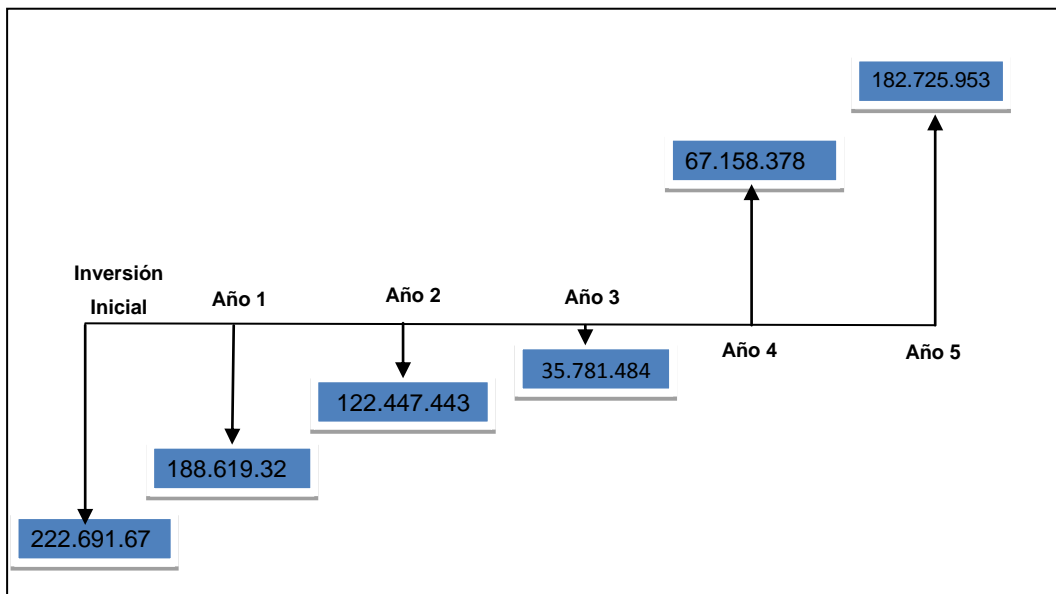 182.725.953
67.158.378
Inversión
Inicial
Año 1
Año 2
Año 3
Año 4
Año 5
35.781.484
122.447.443
188.619.32
222.691.67